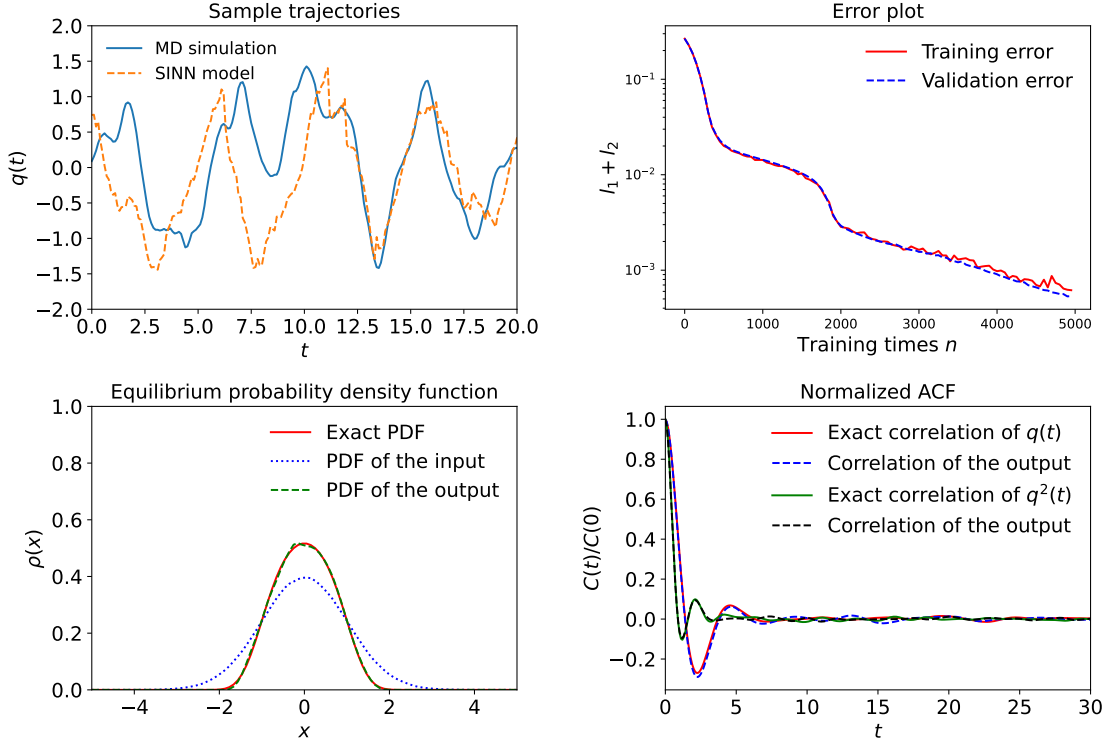 Sample trajectories
2.0
1.5
1.0
0.5
0.0
−0.5
−1.0
−1.5
−2.0
q(t)
MD simulation
SINN model
0.0 2.5 5.0 7.5 10.0 12.5 15.0 17.5 20.0
t
Error plot
10⁻¹
10⁻²
10⁻³
l₁ + l₂
Training error
Validation error
0 1000 2000 3000 4000 5000
Training times n
Equilibrium probability density function
1.0
0.8
0.6
0.4
0.2
0.0
ρ(x)
Exact PDF
PDF of the input
PDF of the output
−4 −2 0 2 4
x
Normalized ACF
1.0
0.8
0.6
0.4
0.2
0.0
−0.2
C(t)/C(0)
Exact correlation of q(t)
Correlation of the output
Exact correlation of q²(t)
Correlation of the output
0 5 10 15 20 25 30
t